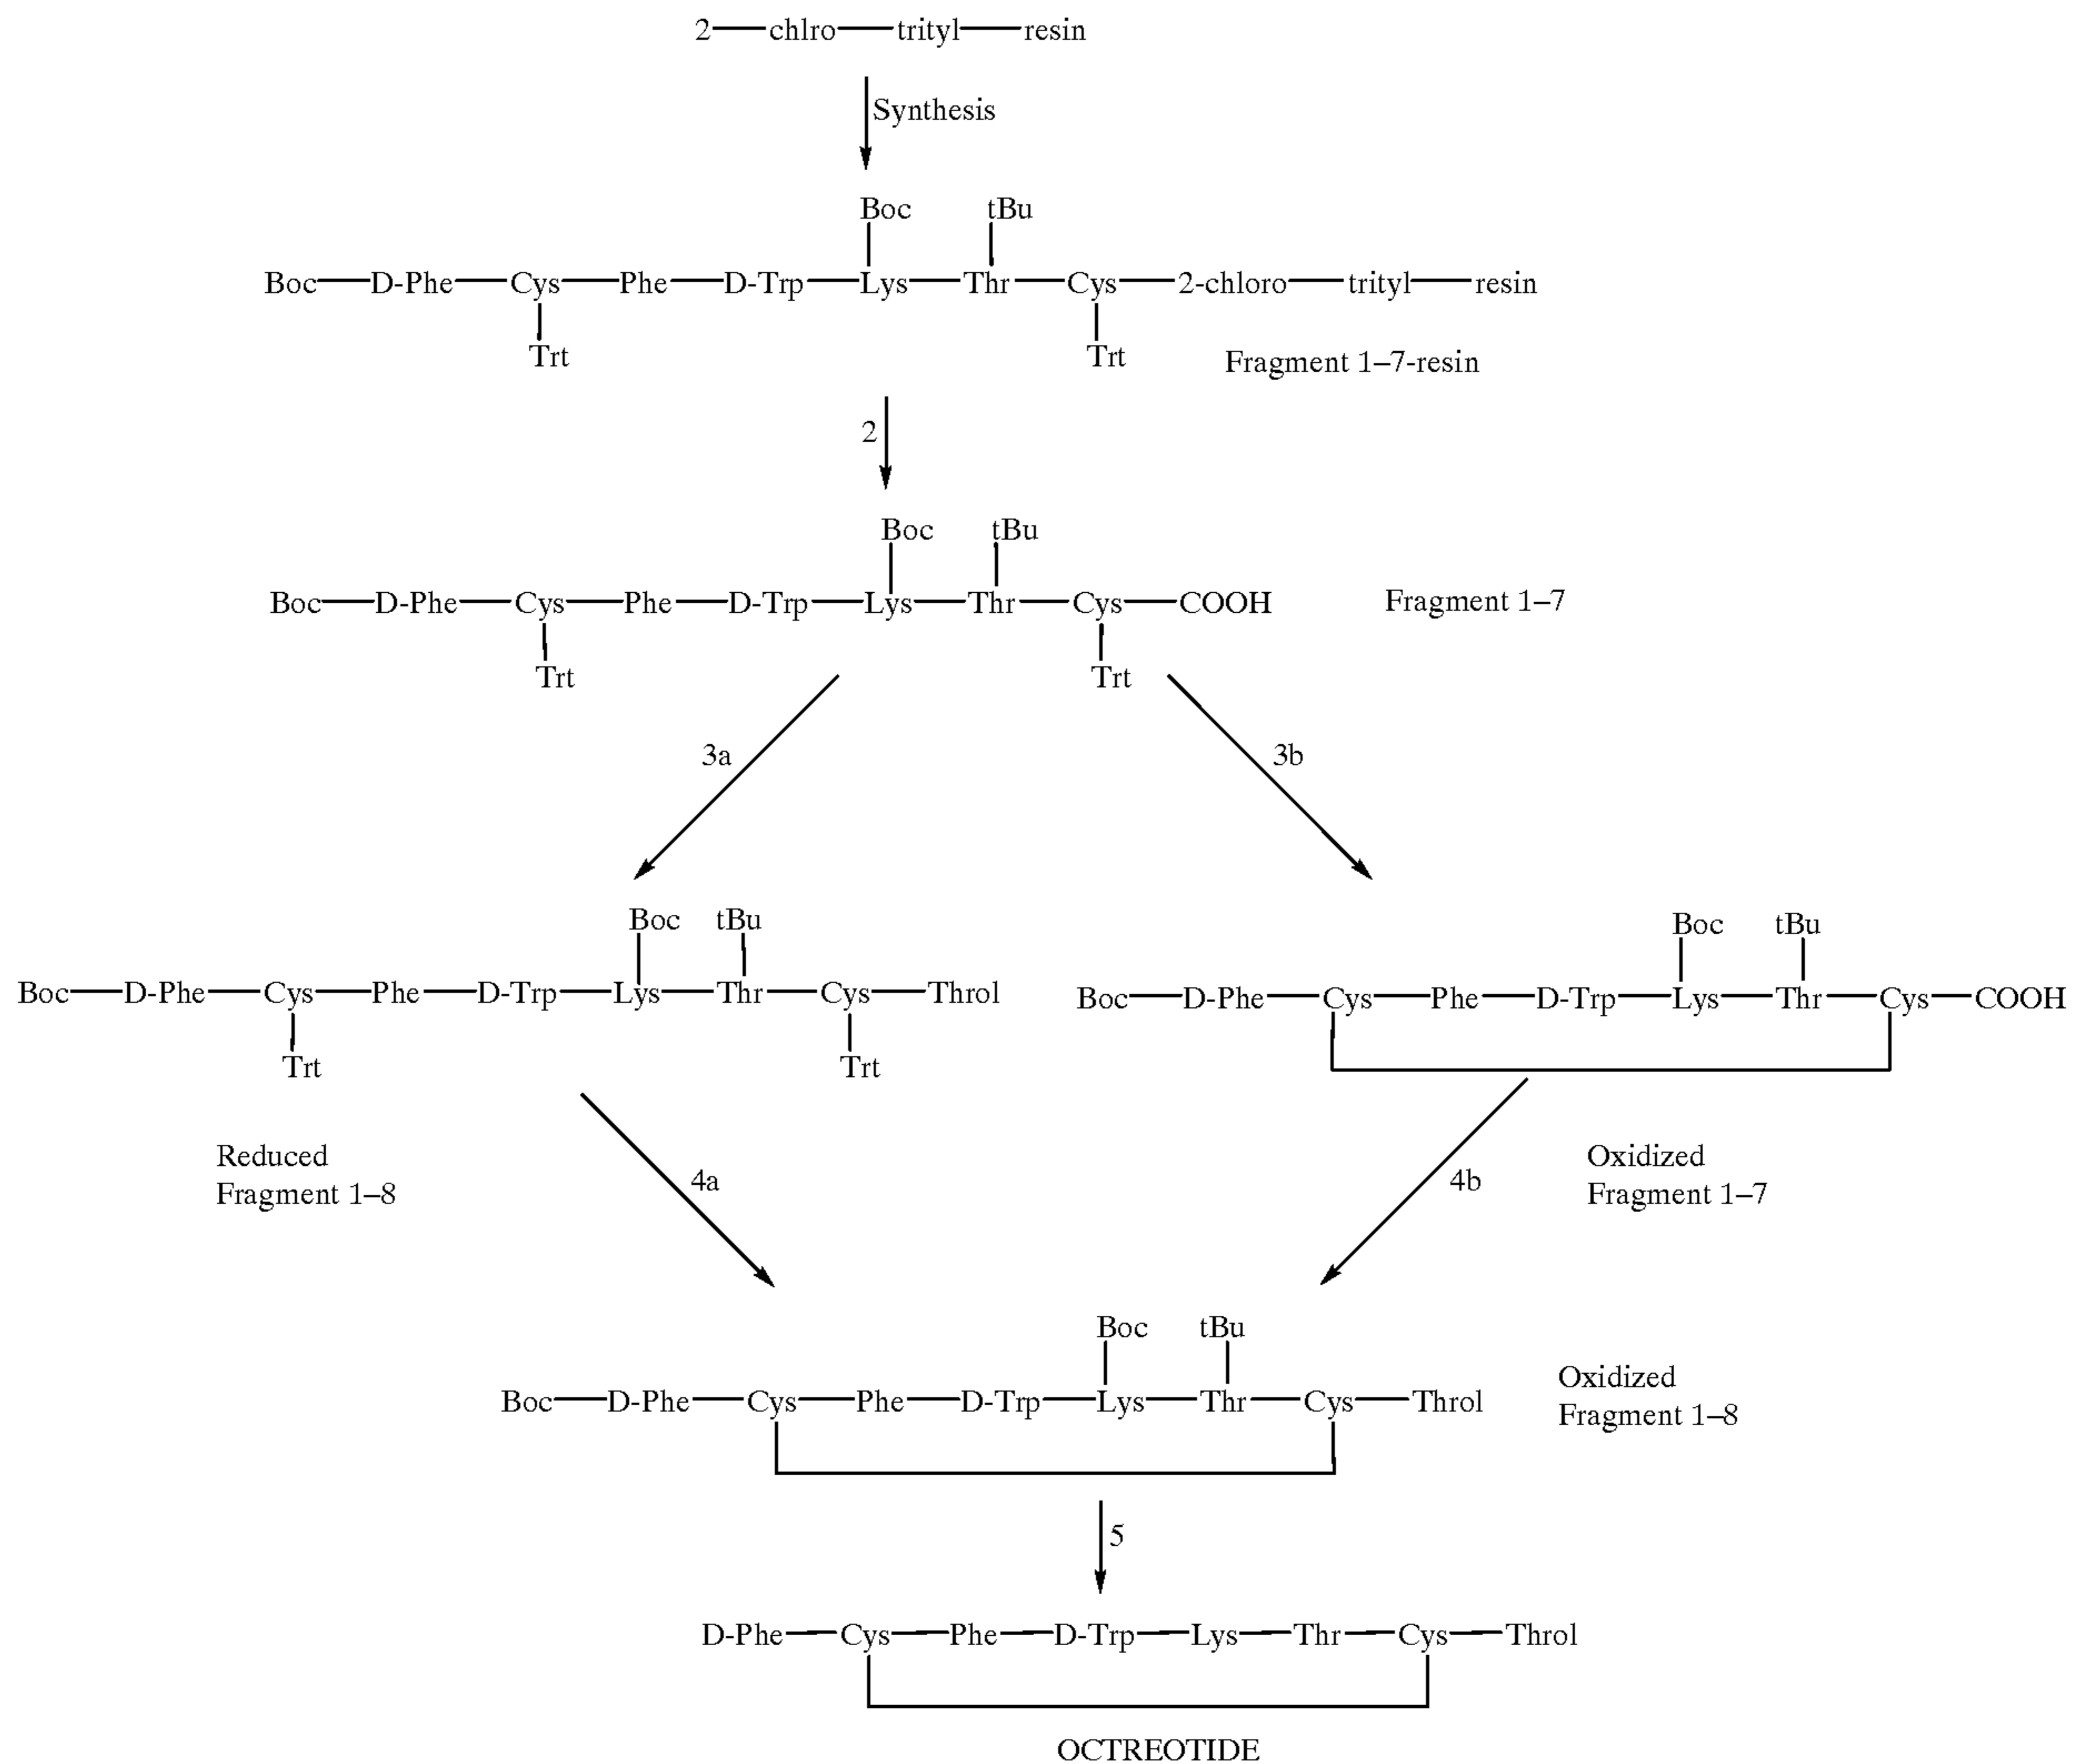 2—chlro—trityl—resin
Synthesis
Boc tBu
Boc—D-Phe—Cys—Phe—D-Trp—Lys—Thr—Cys—2-chloro—trityl—resin
Trt Trt
Fragment 1–7-resin
2
Boc tBu
Boc—D-Phe—Cys—Phe—D-Trp—Lys—Thr—Cys—COOH
Fragment 1–7
Trt Trt
3a 3b
Boc tBu
Boc—D-Phe—Cys—Phe—D-Trp—Lys—Thr—Cys—Throl
Trt Trt
Boc tBu
Boc—D-Phe—Cys—Phe—D-Trp—Lys—Thr—Cys—COOH
Reduced
Fragment 1–8
4a
4b
Oxidized
Fragment 1–7
Boc tBu
Boc—D-Phe—Cys—Phe—D-Trp—Lys—Thr—Cys—Throl
Oxidized
Fragment 1–8
5
D-Phe—Cys—Phe—D-Trp—Lys—Thr—Cys—Throl
OCTREOTIDE